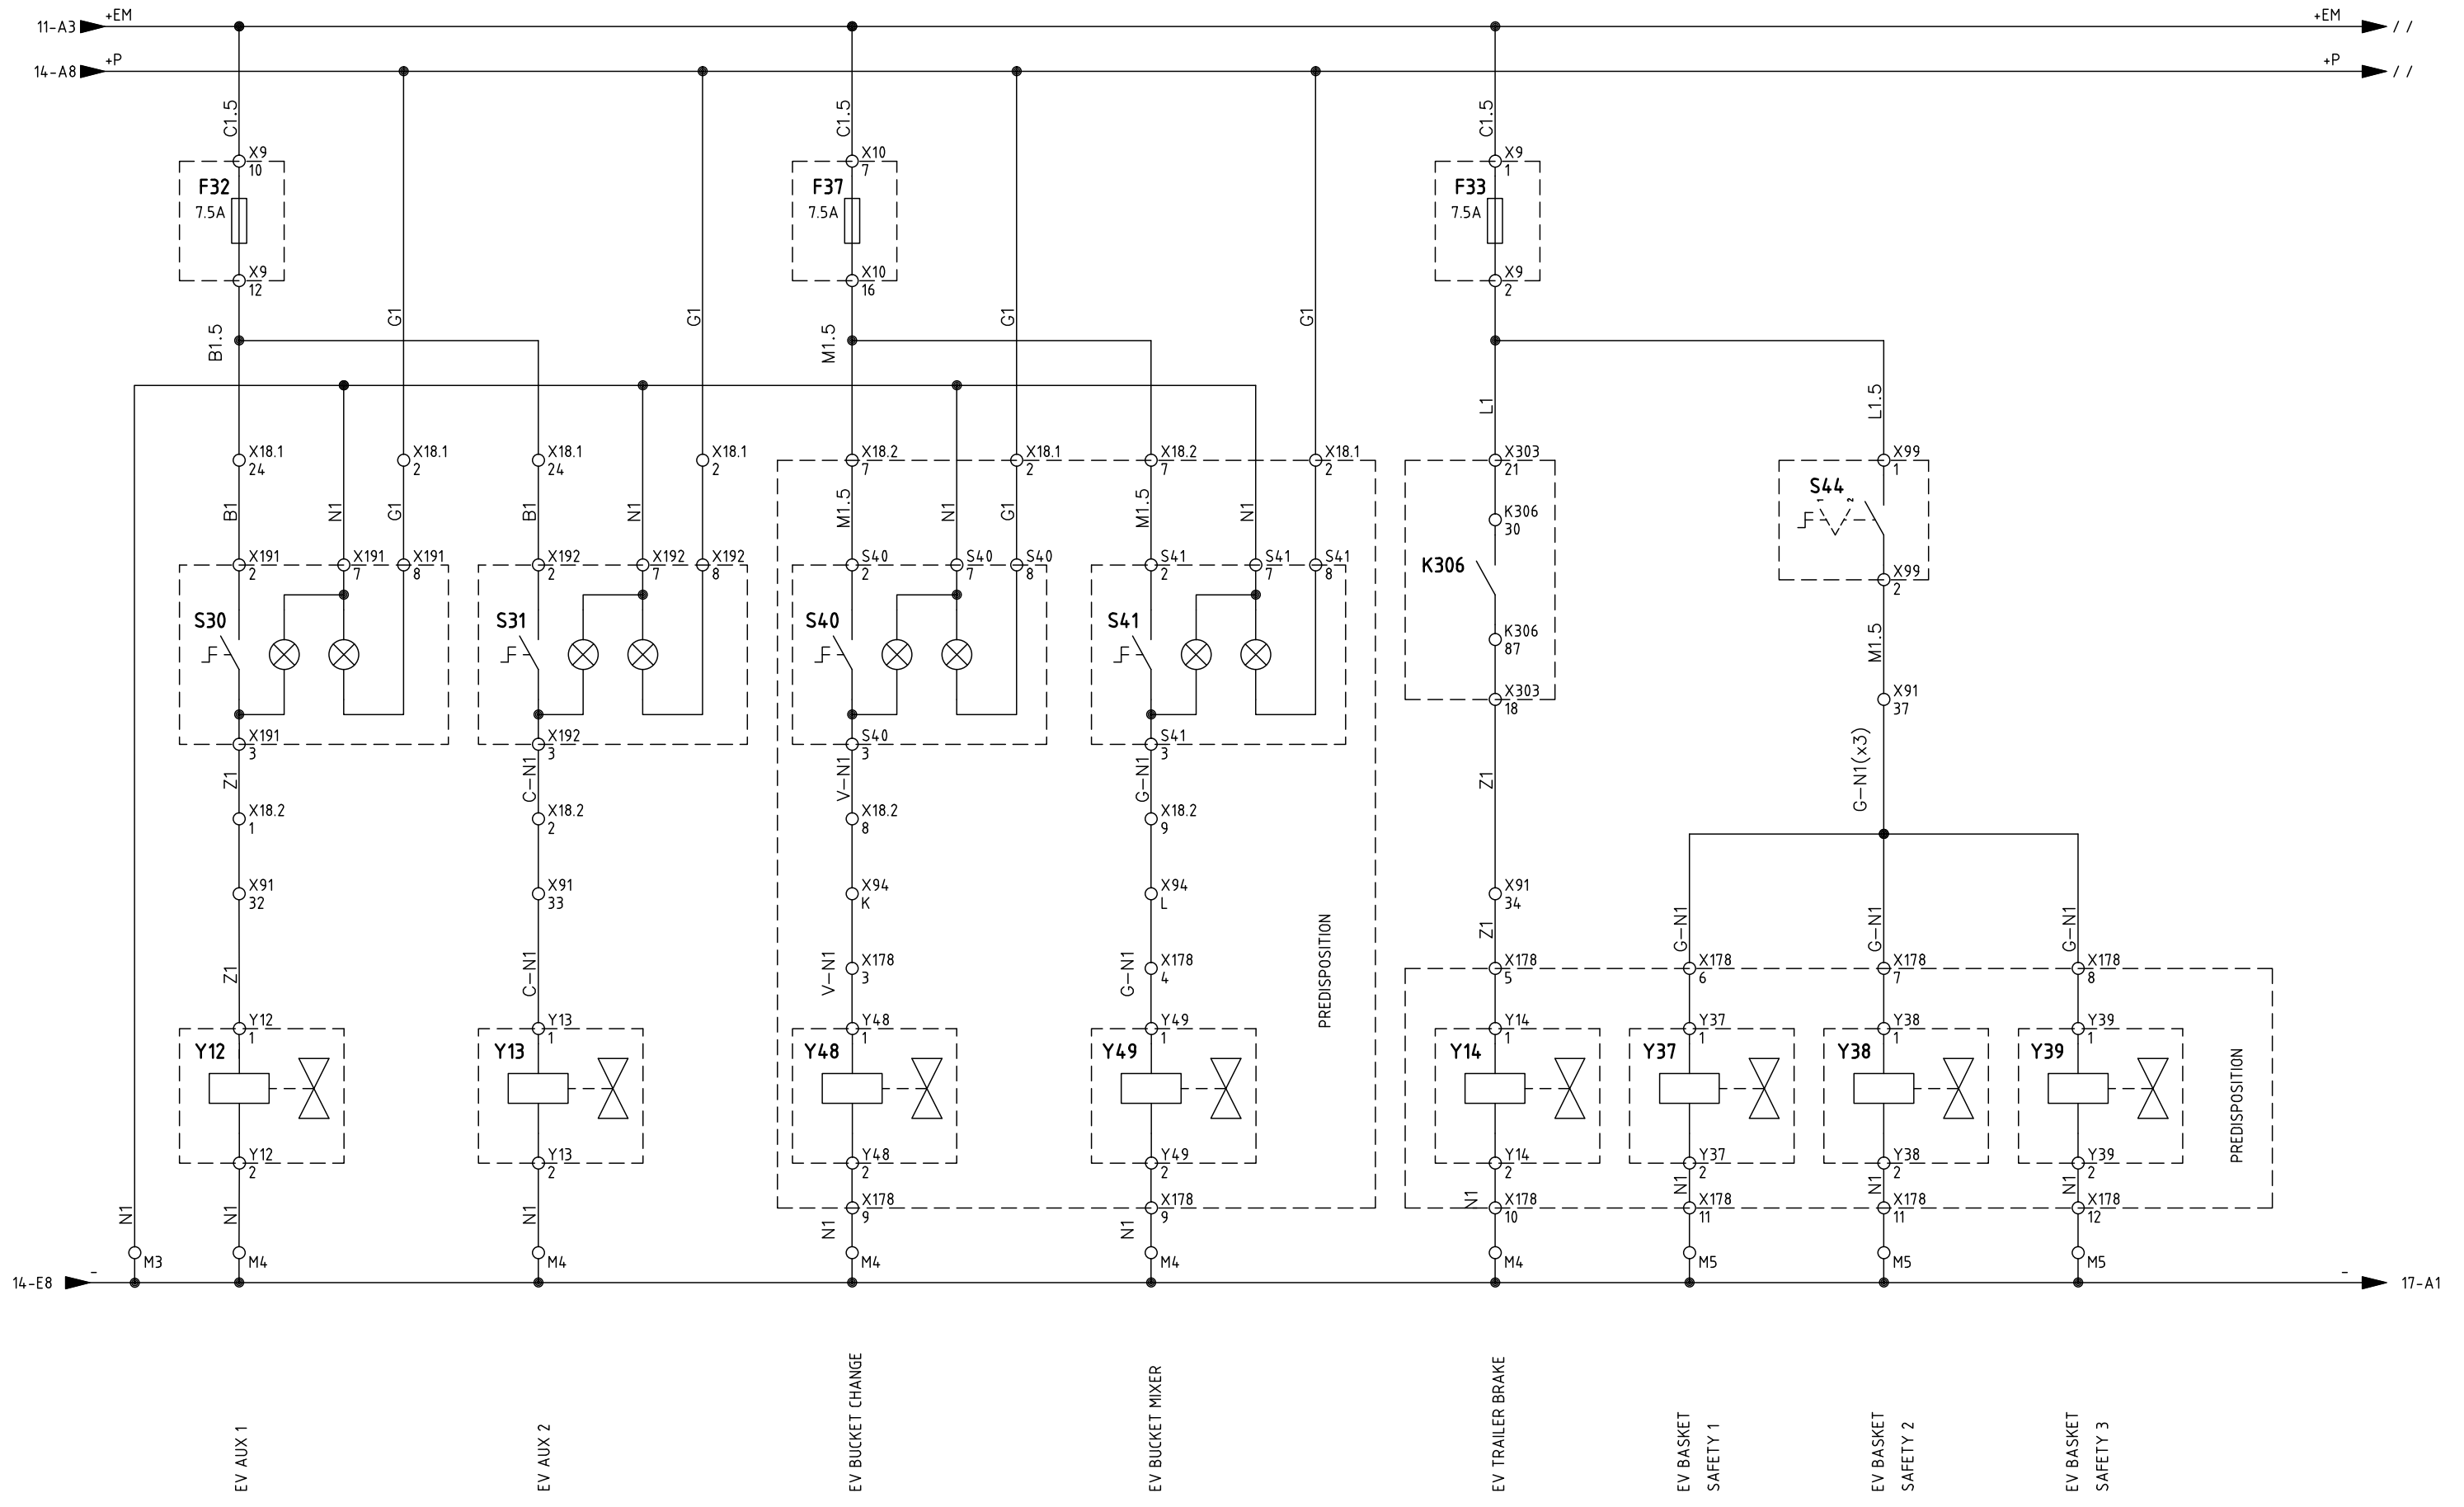 11-A3 +EM +EM / /
14-A8 +P +P / /
C1.5 C1.5 C1.5
X9 X10 X9
10 7 1
F32 F37 F33
7.5A 7.5A 7.5A
X9 X10 X9
12 16 2
G1 G1 G1 G1
B1.5 M1.5
L1 L1.5
X18.1 X18.1 X18.1 X18.1 X18.2 X18.1 X18.2 X18.1 X303 X99
24 2 24 2 7 2 7 2 21 1
S44
1 2
B1 N1 G1 B1 N1 M1.5 N1 G1 M1.5 N1
K306
30
X191 X191 X191 X192 X192 X192 S40 S40 S40 S41 S41 S41
2 7 8 2 7 8 2 7 8 2 7 8
K306
X99
2
S30 S31 S40 S41
K306
87
M1.5
X303 X91
18 37
X191 X192 S40 S41
3 3 3 3
Z1 C-N1 V-N1 G-N1 Z1 G-N1(x3)
X18.2 X18.2 X18.2 X18.2
1 2 8 9
X91 X91 X94 X94 X91
32 33 K L 34
PREDISPOSITION
Z1 G-N1 G-N1 G-N1
Z1 C-N1 V-N1 G-N1
X178 X178 X178 X178 X178 X178
3 4 5 6 7 8
Y12 Y13 Y48 Y49 Y14 Y37 Y38 Y39
1 1 1 1 1 1 1 1
Y12 Y13 Y48 Y49 Y14 Y37 Y38 Y39
PREDISPOSITION
Y12 Y13 Y48 Y49 Y14 Y37 Y38 Y39
2 2 2 2 2 2 2 2
N1 N1 N1 N1
X178 X178 X178 X178 X178 X178
9 9 10 11 11 12
N1 N1 N1 N1 N1
M3 M4 M4 M4 M4 M4 M5 M5 M5
14-E8 - - 17-A1
EV AUX 1
EV AUX 2
EV BUCKET CHANGE
EV BUCKET MIXER
EV TRAILER BRAKE
EV BASKET
SAFETY 1
EV BASKET
SAFETY 2
EV BASKET
SAFETY 3